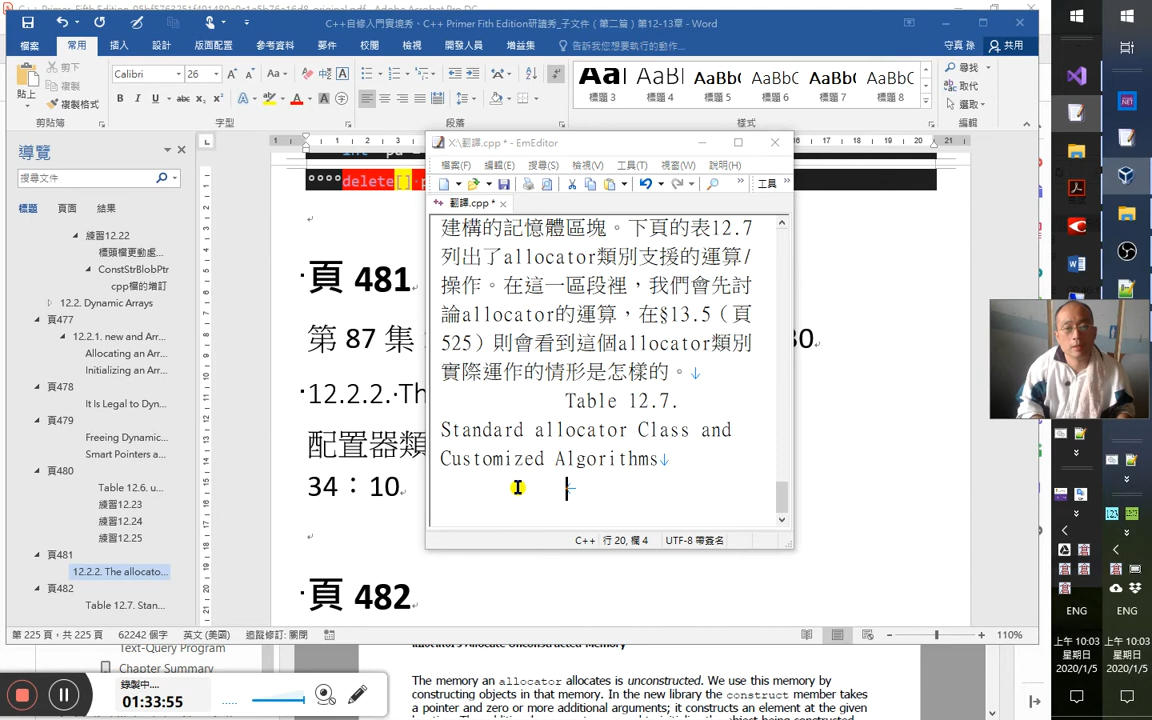 C++自修入門實境秀、C++ Primer Fith Edition研讀秀_子文件（第二篇）第12-13章 - Word
檔案 常用 插入 設計 版面配置 參考資料 郵件 校閱 檢視 開發人員 增益集 告訴我您想要執行的動作... 守真 孫 共用
貼上 剪下 複製 複製格式 剪貼簿
Calibri 26 字型
段落
標題 3 標題 4 標題 5 標題 6 標題 7 標題 8 樣式
尋找 取代 選取 編輯
導覽
搜尋文件
標題 頁面 結果
練習12.22
標頭檔更動處...
ConstStrBlobPtr
cpp檔的增訂
12.2. Dynamic Arrays
頁477
12.2.1. new and Arr...
Allocating an Arr...
Initializing an Arr...
頁478
It Is Legal to Dyn...
頁479
Freeing Dynamic...
Smart Pointers a...
頁480
Table 12.6. u...
練習12.23
練習12.24
練習12.25
頁481
12.2.2. The allocato...
頁482
Table 12.7. Stan...
delete[]
頁 481
第 87 集
12.2.2. Th
配置器類
34：10
頁 482
X:\翻譯.cpp * - EmEditor
檔案(F) 編輯(E) 搜尋(S) 檢視(V) 工具(T) 視窗(W) 說明(H)
工具
翻譯.cpp *
建構的記憶體區塊。下頁的表12.7
列出了allocator類別支援的運算/
操作。在這一區段裡，我們會先討
論allocator的運算，在§13.5（頁
525）則會看到這個allocator類別
實際運作的情形是怎樣的。↓
Table 12.7.
Standard allocator Class and
Customized Algorithms↓
C++ 行 20, 欄 4 UTF-8 帶簽名
第 225 頁，共 225 頁 62242 個字 英文 (美國) 追蹤修訂: 關閉 110%
Text-Query Program
Chapter Summary
The memory an allocator allocates is unconstructed. We use this memory by
constructing objects in that memory. In the new library the construct member takes
a pointer and zero or more additional arguments; it constructs an element at the given
錄製中....
01:33:55
ENG ENG
上午 10:03 上午 10:03
星期日 星期日
2020/1/5 2020/1/5